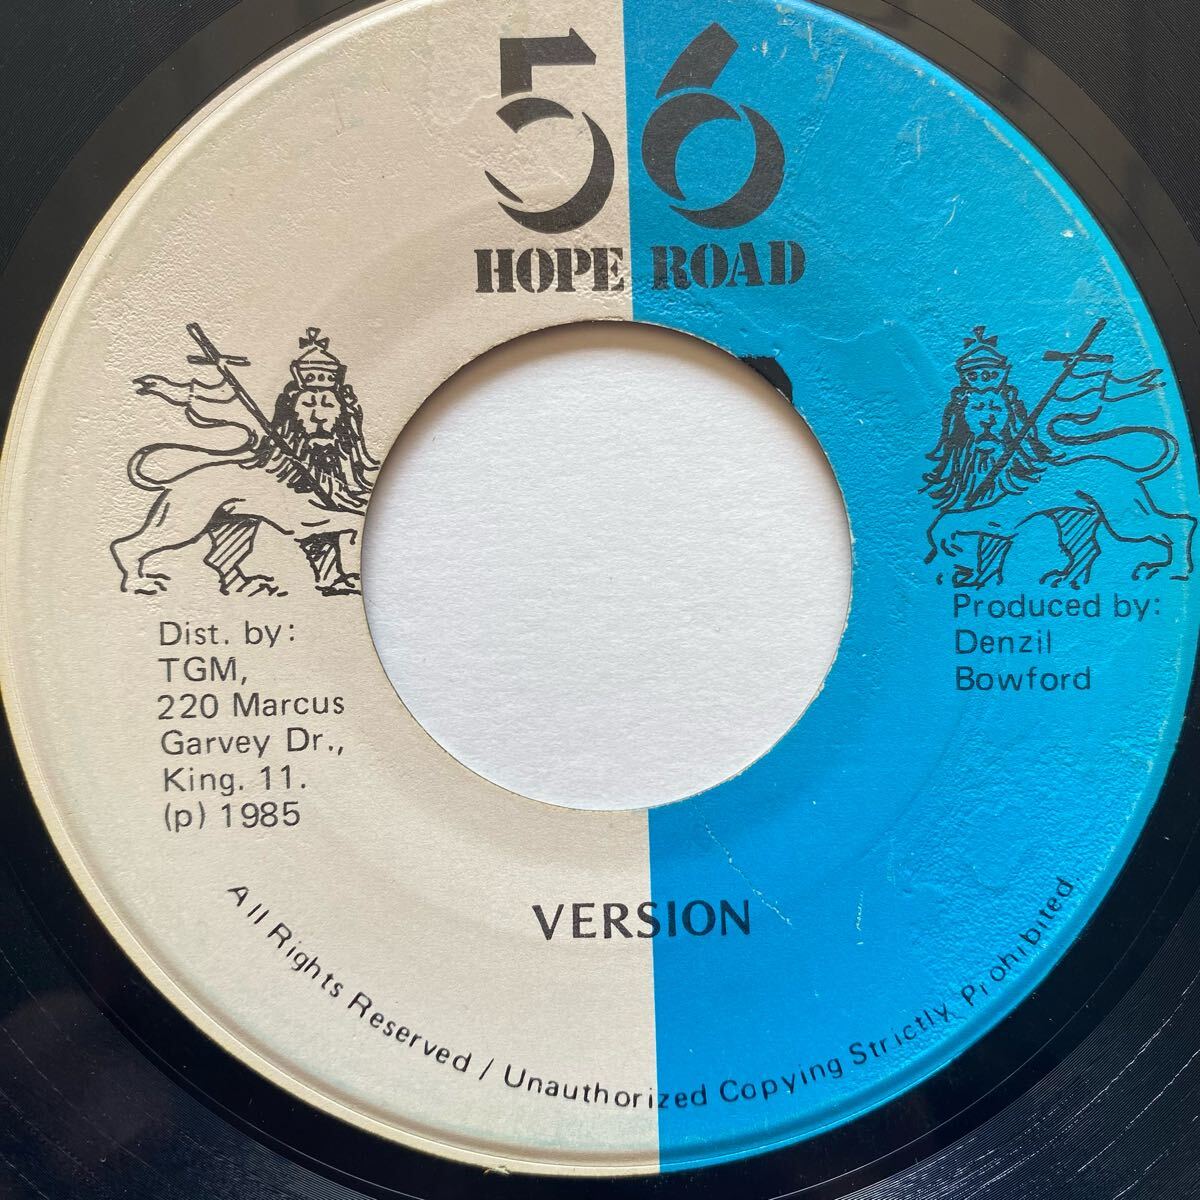 56
HOPE ROAD
Dist. by:
TGM,
220 Marcus
Garvey Dr.,
King. 11.
(p) 1985
Produced by:
Denzil
Bowford
VERSION
All Rights Reserved / Unauthorized Copying Strictly Prohibited.